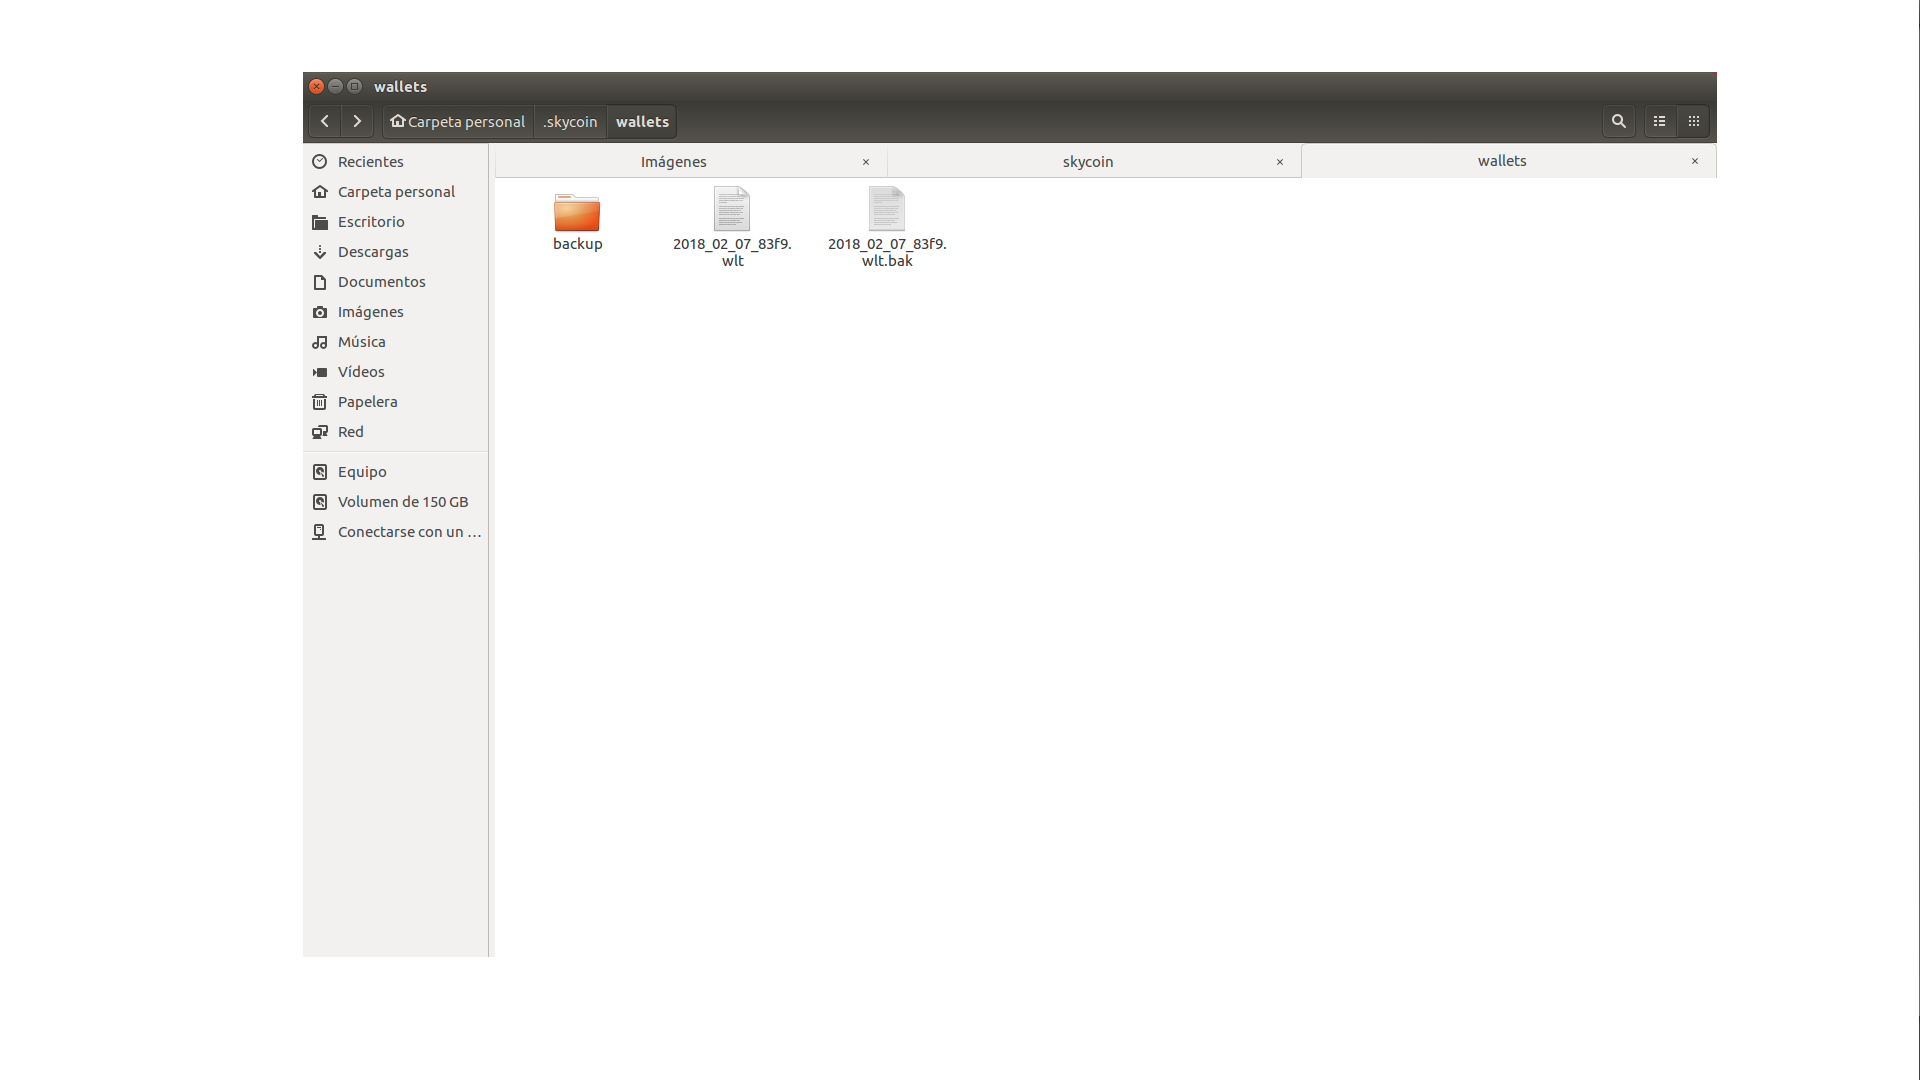 wallets
Carpeta personal
.skycoin
wallets
Recientes
Carpeta personal
Escritorio
Descargas
Documentos
Imágenes
Música
Vídeos
Papelera
Red
Equipo
Volumen de 150 GB
Conectarse con un ...
Imágenes
skycoin
wallets
backup
2018_02_07_83f9.
wlt
2018_02_07_83f9.
wlt.bak